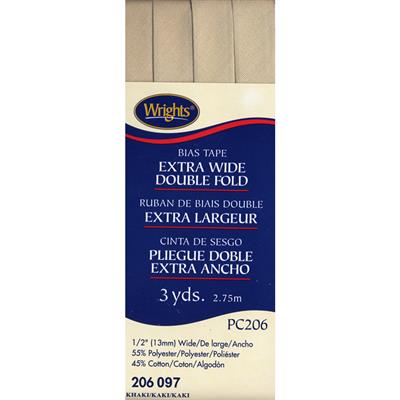 Wrights®
BIAS TAPE
EXTRA WIDE
DOUBLE FOLD
RUBAN DE BIAIS DOUBLE
EXTRA LARGEUR
CINTA DE SESGO
PLIEGUE DOBLE
EXTRA ANCHO
3 yds. 2.75m
PC206
1/2" (13mm) Wide/De large/Ancho
55% Polyester/Polyester/Poliéster
45% Cotton/Coton/Algodón
206 097
KHAKI/KAKI/KAKI